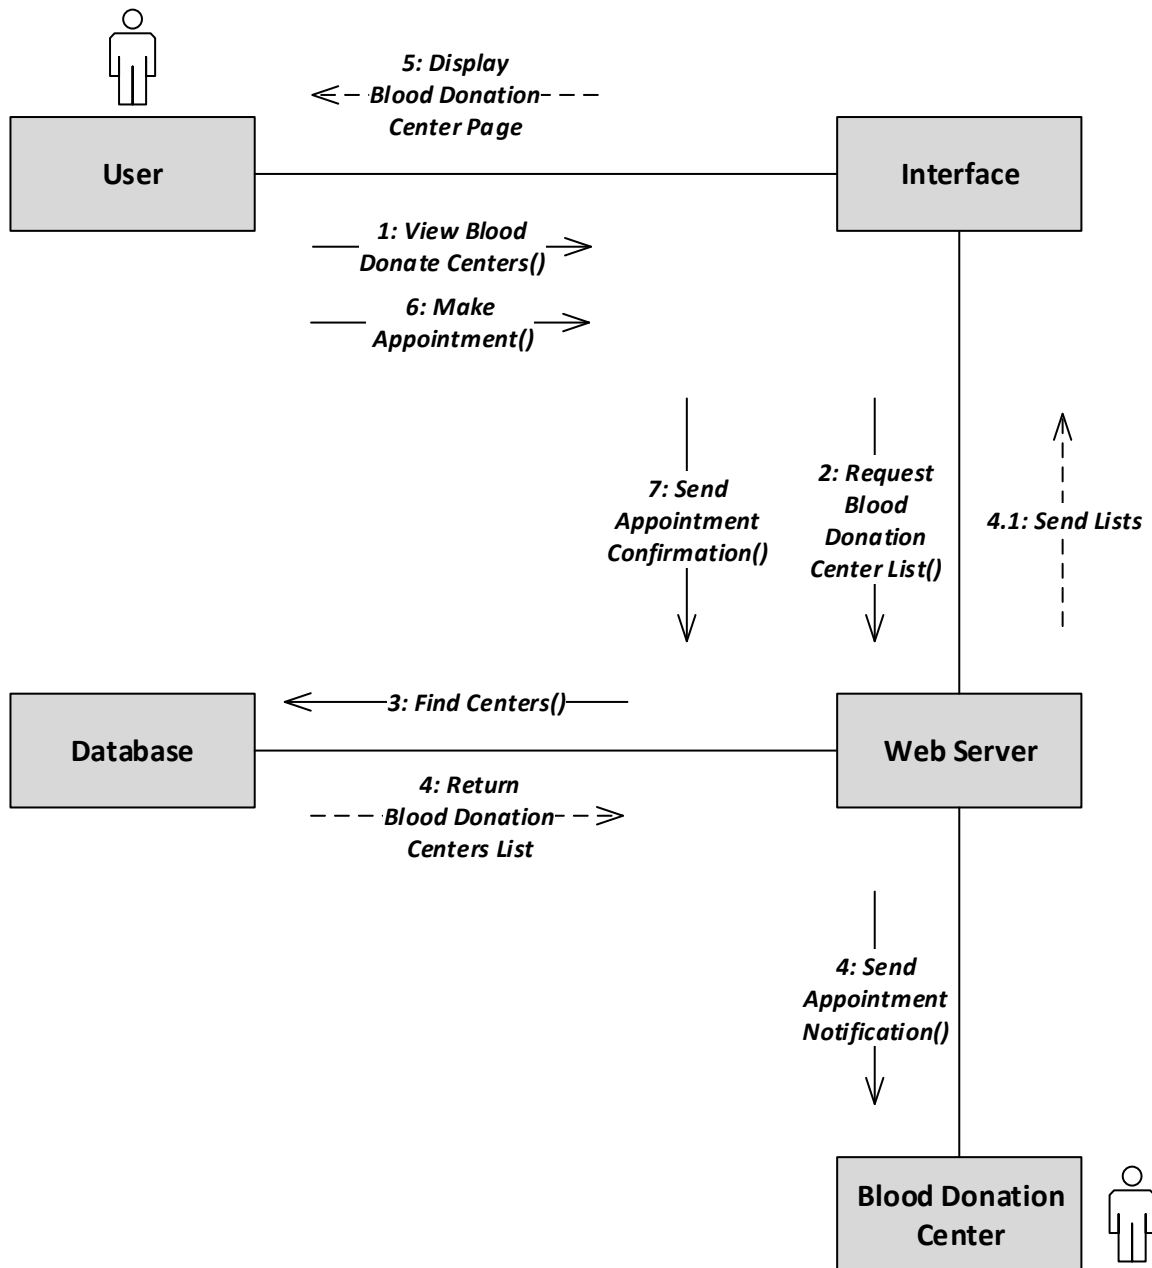 5: Display
Blood Donation
Center Page
User
Interface
1: View Blood
Donate Centers()
6: Make
Appointment()
7: Send
Appointment
Confirmation()
2: Request
Blood
Donation
Center List()
4.1: Send Lists
3: Find Centers()
Database
Web Server
4: Return
Blood Donation
Centers List
4: Send
Appointment
Notification()
Blood Donation
Center